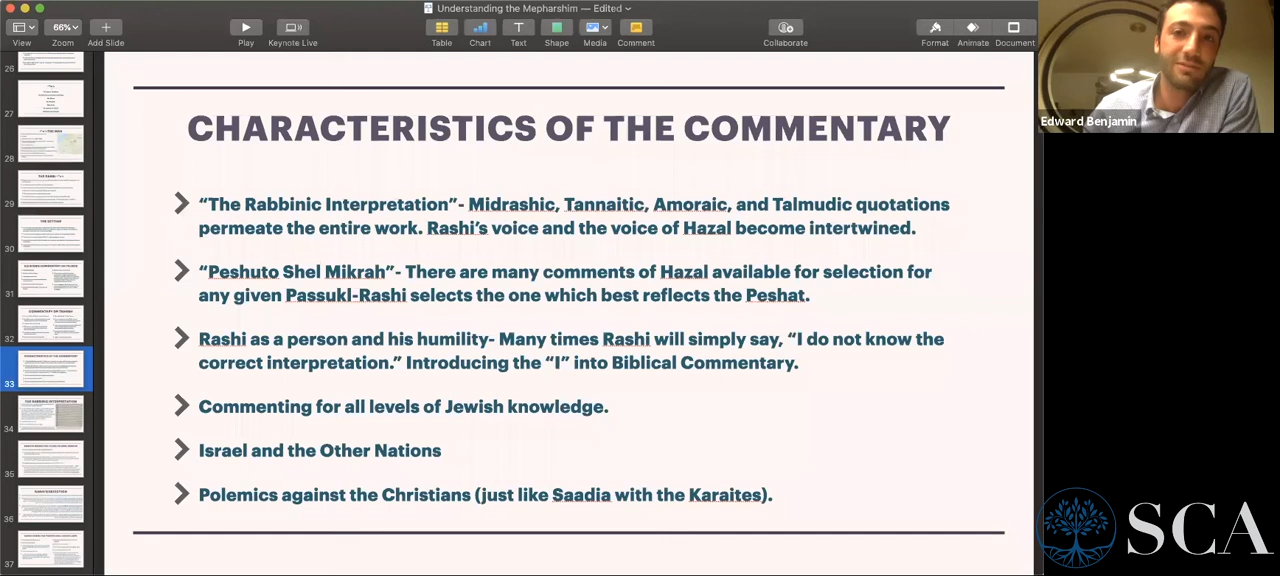 Understanding the Mepharshim — Edited
66%
View
Zoom
Add Slide
Play
Keynote Live
Table
Chart
Text
Shape
Media
Comment
Collaborate
Format
Animate
Document
26
27
28
29
30
31
32
33
34
35
36
37
CHARACTERISTICS OF THE COMMENTARY
“The Rabbinic Interpretation”- Midrashic, Tannaitic, Amoraic, and Talmudic quotations
permeate the entire work. Rashi’s voice and the voice of Hazal become intertwined.
“Peshuto Shel Mikrah”- There are many comments of Hazal available for selection for
any given Passukl-Rashi selects the one which best reflects the Peshat.
Rashi as a person and his humility- Many times Rashi will simply say, “I do not know the
correct interpretation.” Introducing the “I” into Biblical Commentary.
Commenting for all levels of Jewish knowledge.
Israel and the Other Nations
Polemics against the Christians (just like Saadia with the Karaites).
Edward Benjamin
SCA